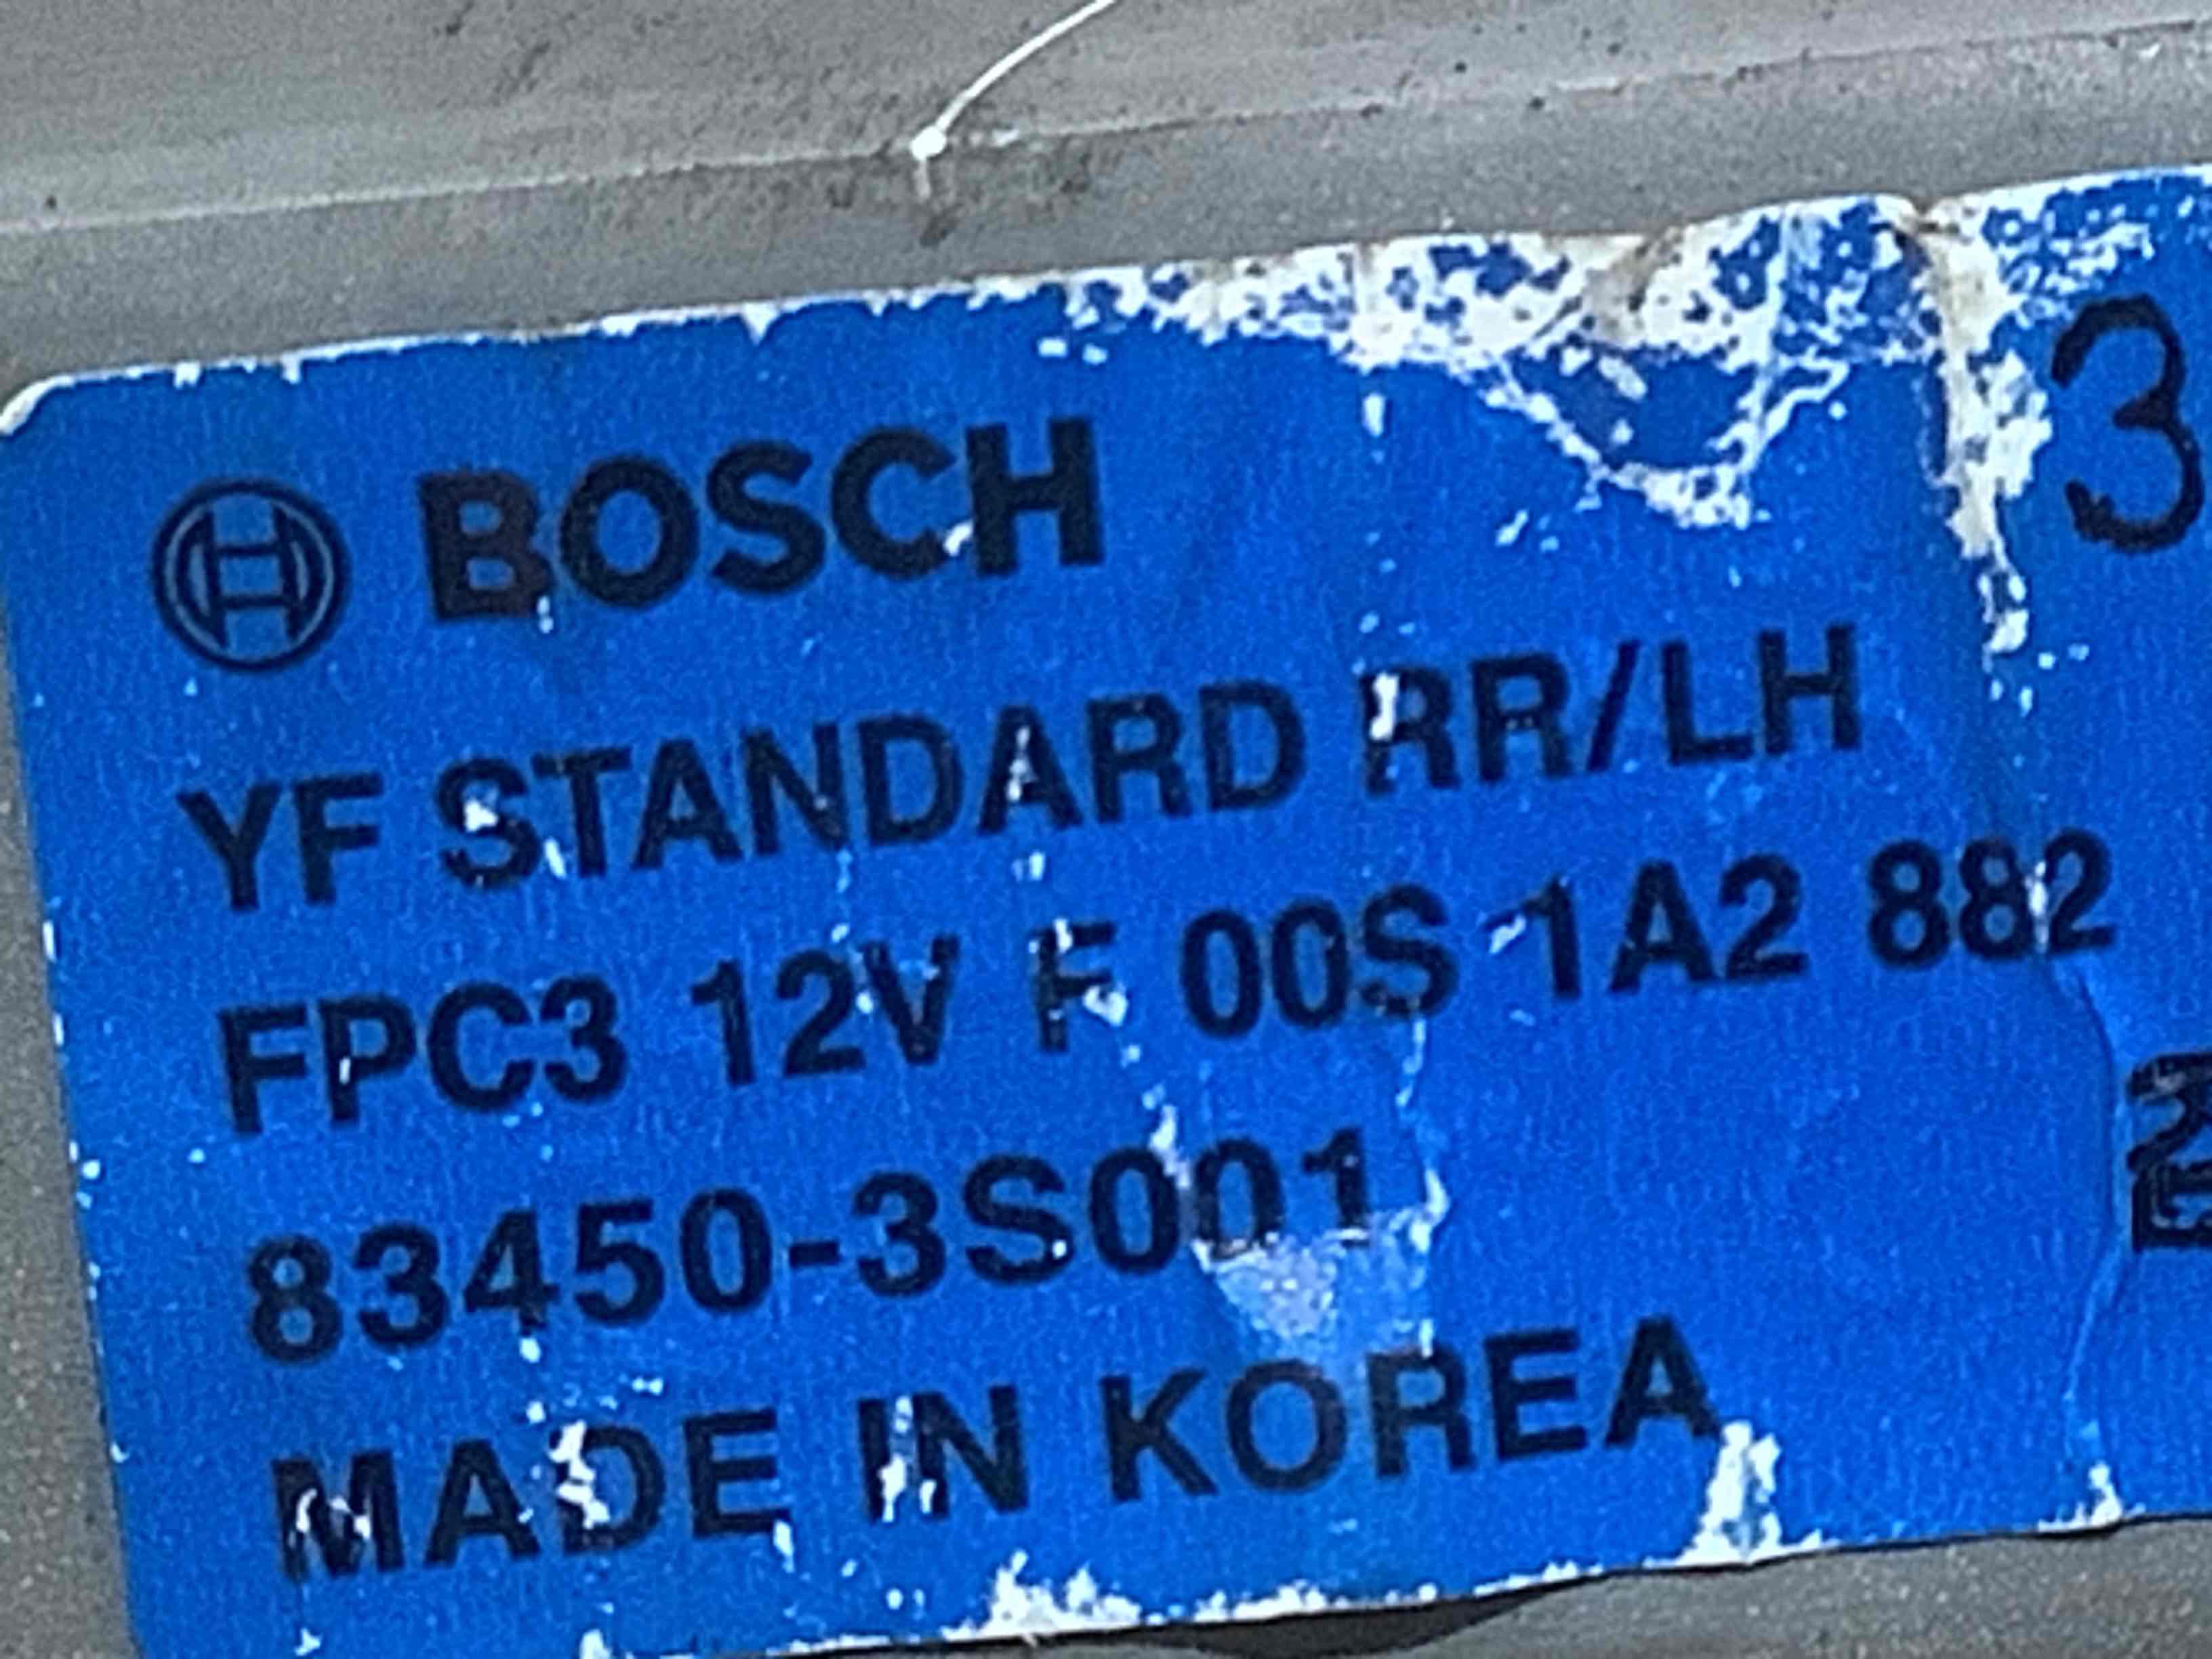 BOSCH
3
YF STANDARD RR/LH
FPC3 12V F 00S 1A2 882
83450-3S001
MADE IN KOREA